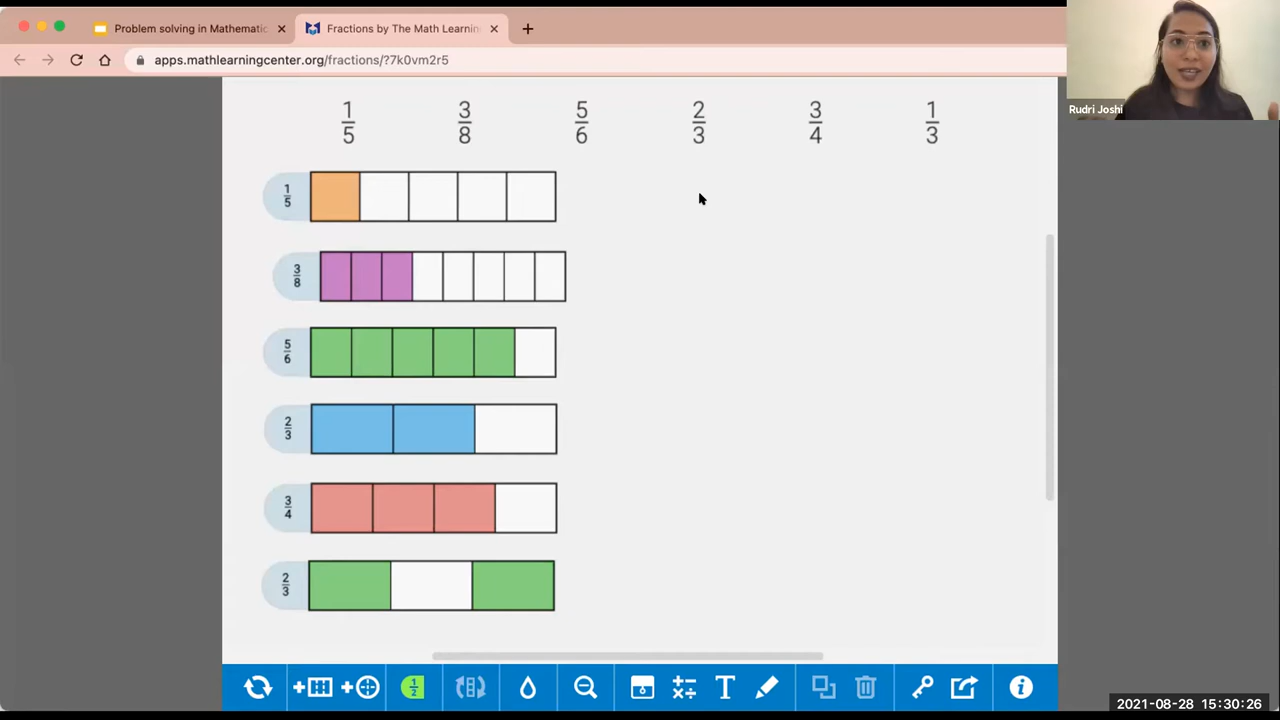 Problem solving in Mathematic
Fractions by The Math Learnin
apps.mathlearningcenter.org/fractions/?7k0vm2r5
Rudri Joshi
1/5 3/8 5/6 2/3 3/4 1/3
1/5
3/8
5/6
2/3
3/4
2/3
1/2
T
2021-08-28 15:30:26